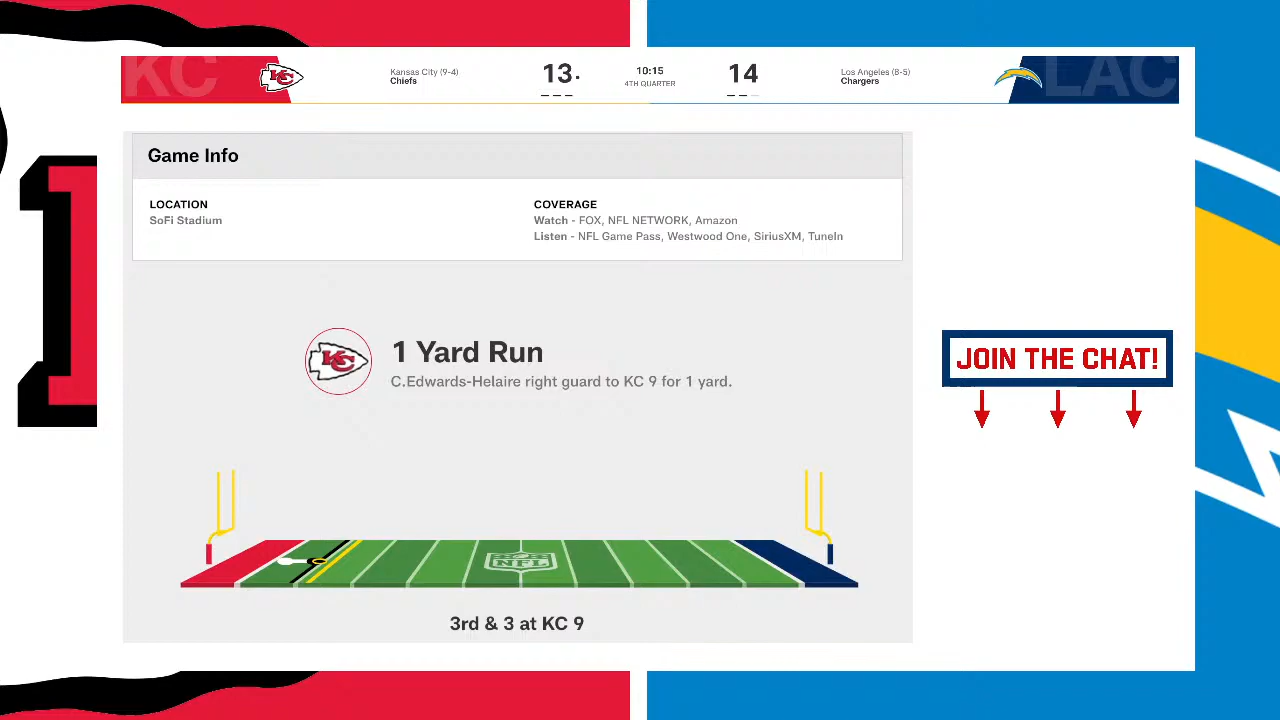 KC
KC
Kansas City (9-4)
Chiefs
13
10:15
4TH QUARTER
14
Los Angeles (8-5)
Chargers
LAC
Game Info
LOCATION
SoFi Stadium
COVERAGE
Watch - FOX, NFL NETWORK, Amazon
Listen - NFL Game Pass, Westwood One, SiriusXM, TuneIn
KC
1 Yard Run
C.Edwards-Helaire right guard to KC 9 for 1 yard.
JOIN THE CHAT!
NFL
3rd & 3 at KC 9